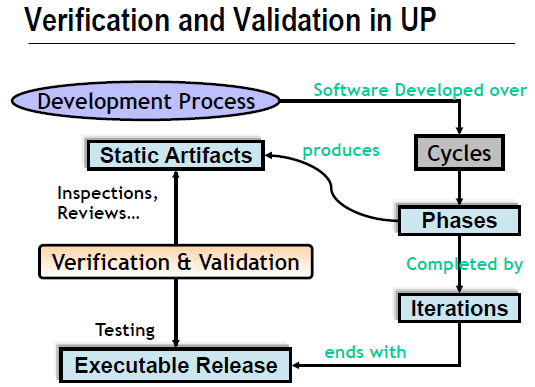 Verification and Validation in UP
Software Developed over
Development Process
Static Artifacts
produces
Cycles
Inspections,
Reviews...
Phases
Verification & Validation
Completed by
Iterations
Testing
ends with
Executable Release